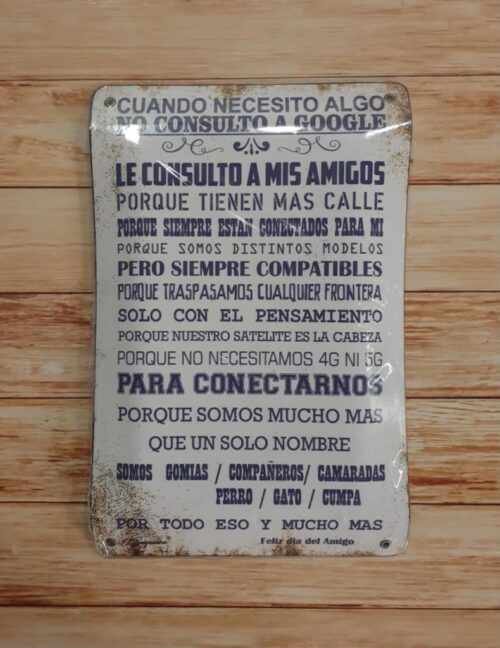 CUANDO NECESITO ALGO
NO CONSULTO A GOOGLE
LE CONSULTO A MIS AMIGOS
PORQUE TIENEN MAS CALLE
PORQUE SIEMPRE ESTAN CONECTADOS PARA MI
PORQUE SOMOS DISTINTOS MODELOS
PERO SIEMPRE COMPATIBLES
PORQUE TRASPASAMOS CUALQUIER FRONTERA
SOLO CON EL PENSAMIENTO
PORQUE NUESTRO SATELITE ES LA CABEZA
PORQUE NO NECESITAMOS 4G NI 5G
PARA CONECTARNOS
PORQUE SOMOS MUCHO MAS
QUE UN SOLO NOMBRE
SOMOS GOMIAS / COMPAÑEROS/ CAMARADAS
PERRO / GATO / CUMPA
POR TODO ESO Y MUCHO MAS
Feliz dia del Amigo